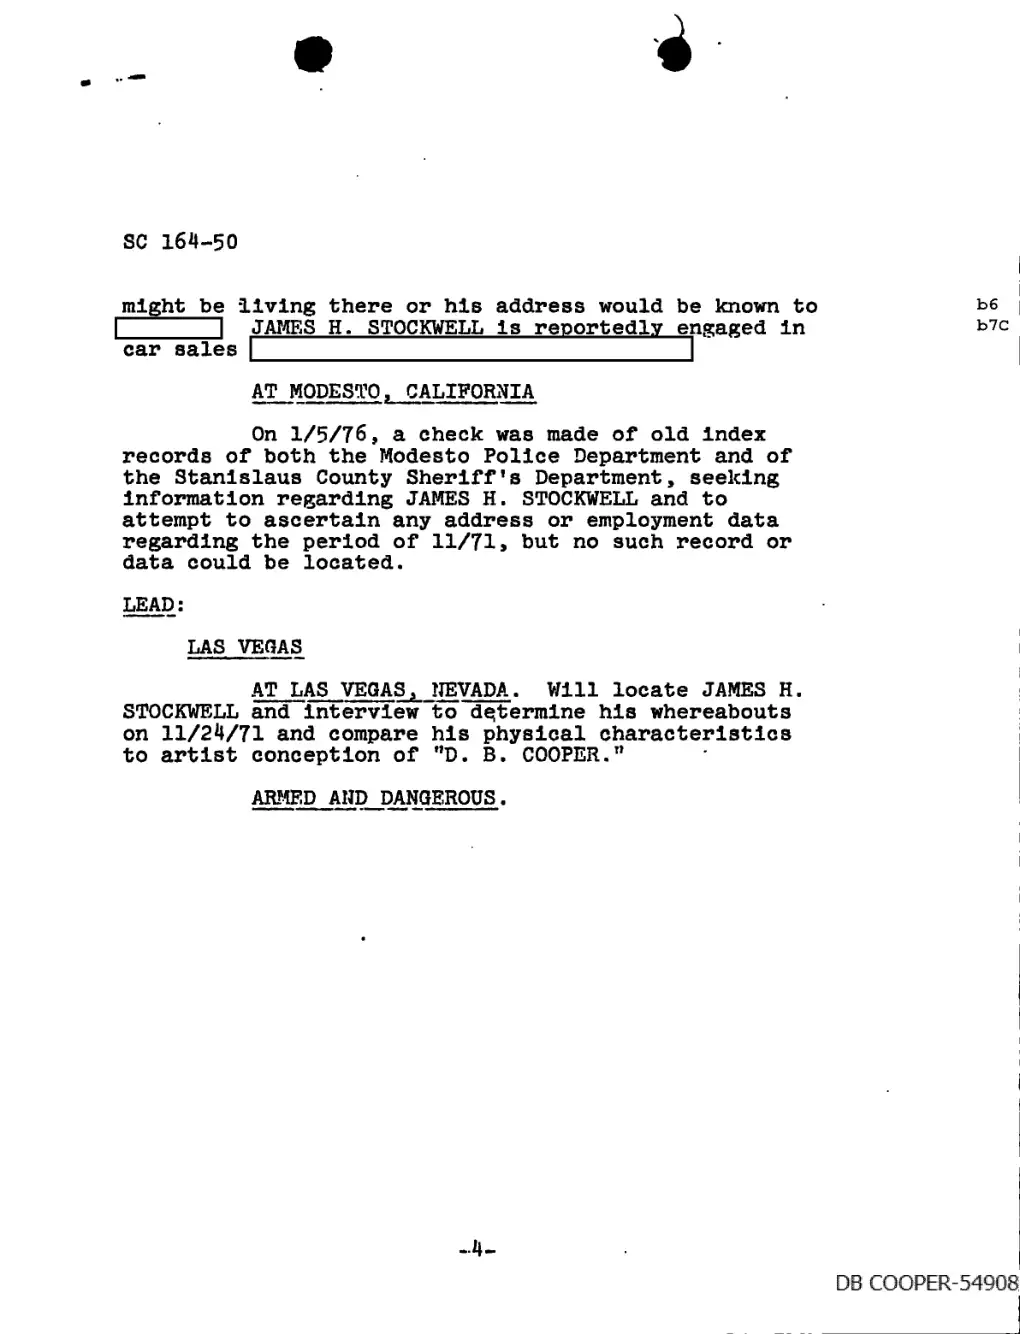 SC 164-50
might be living there or his address would be known to
b6
JAMES H. STOCKWELL is reportedly engaged in
b7C
car sales
AT MODESTO, CALIFORNIA
On 1/5/76, a check was made of old index
records of both the Modesto Police Department and of
the Stanislaus County Sheriff's Department, seeking
information regarding JAMES H. STOCKWELL and to
attempt to ascertain any address or employment data
regarding the period of 11/71, but no such record or
data could be located.
LEAD:
LAS VEGAS
AT LAS VEGAS, NEVADA. Will locate JAMES H.
STOCKWELL and interview to determine his whereabouts
on 11/24/71 and compare his physical characteristics
to artist conception of "D. B. COOPER."
ARMED AND DANGEROUS.
-4-
DB COOPER-54908